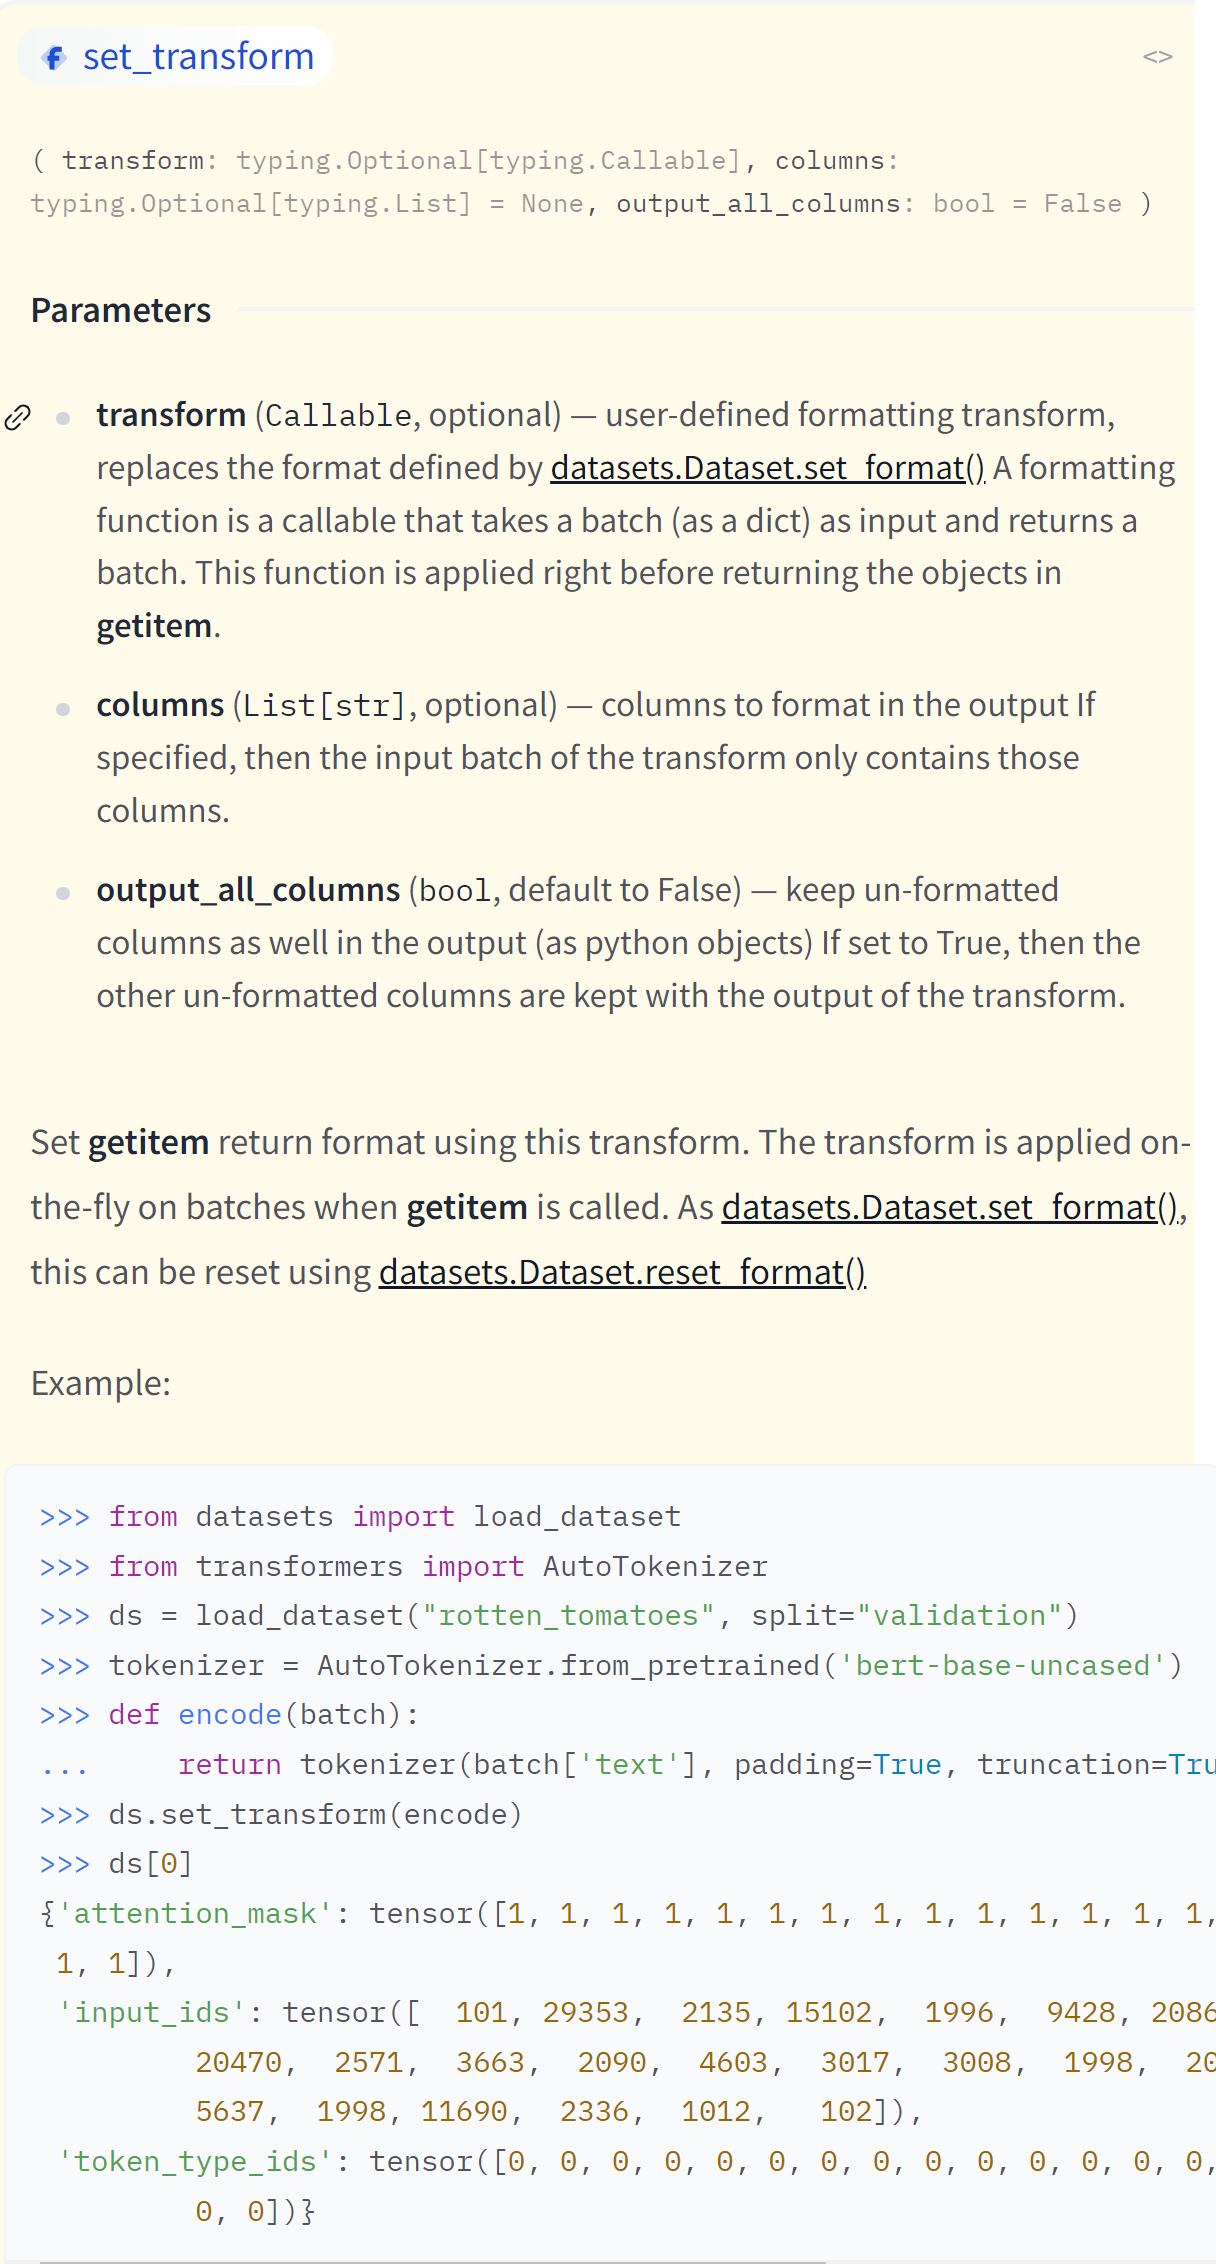 set_transform
<>
( transform: typing.Optional[typing.Callable], columns:
typing.Optional[typing.List] = None, output_all_columns: bool = False )
Parameters
transform (Callable, optional) — user-defined formatting transform,
replaces the format defined by datasets.Dataset.set_format() A formatting
function is a callable that takes a batch (as a dict) as input and returns a
batch. This function is applied right before returning the objects in
getitem.
columns (List[str], optional) — columns to format in the output If
specified, then the input batch of the transform only contains those
columns.
output_all_columns (bool, default to False) — keep un-formatted
columns as well in the output (as python objects) If set to True, then the
other un-formatted columns are kept with the output of the transform.
Set getitem return format using this transform. The transform is applied on-
the-fly on batches when getitem is called. As datasets.Dataset.set_format(),
this can be reset using datasets.Dataset.reset_format()
Example:
>>> from datasets import load_dataset
>>> from transformers import AutoTokenizer
>>> ds = load_dataset("rotten_tomatoes", split="validation")
>>> tokenizer = AutoTokenizer.from_pretrained('bert-base-uncased')
>>> def encode(batch):
...     return tokenizer(batch['text'], padding=True, truncation=Tru
>>> ds.set_transform(encode)
>>> ds[0]
{'attention_mask': tensor([1, 1, 1, 1, 1, 1, 1, 1, 1, 1, 1, 1, 1, 1,
 1, 1]),
 'input_ids': tensor([  101, 29353,  2135, 15102,  1996,  9428, 2086
         20470,  2571,  3663,  2090,  4603,  3017,  3008,  1998,  20
         5637,  1998, 11690,  2336,  1012,   102]),
 'token_type_ids': tensor([0, 0, 0, 0, 0, 0, 0, 0, 0, 0, 0, 0, 0, 0,
         0, 0])}